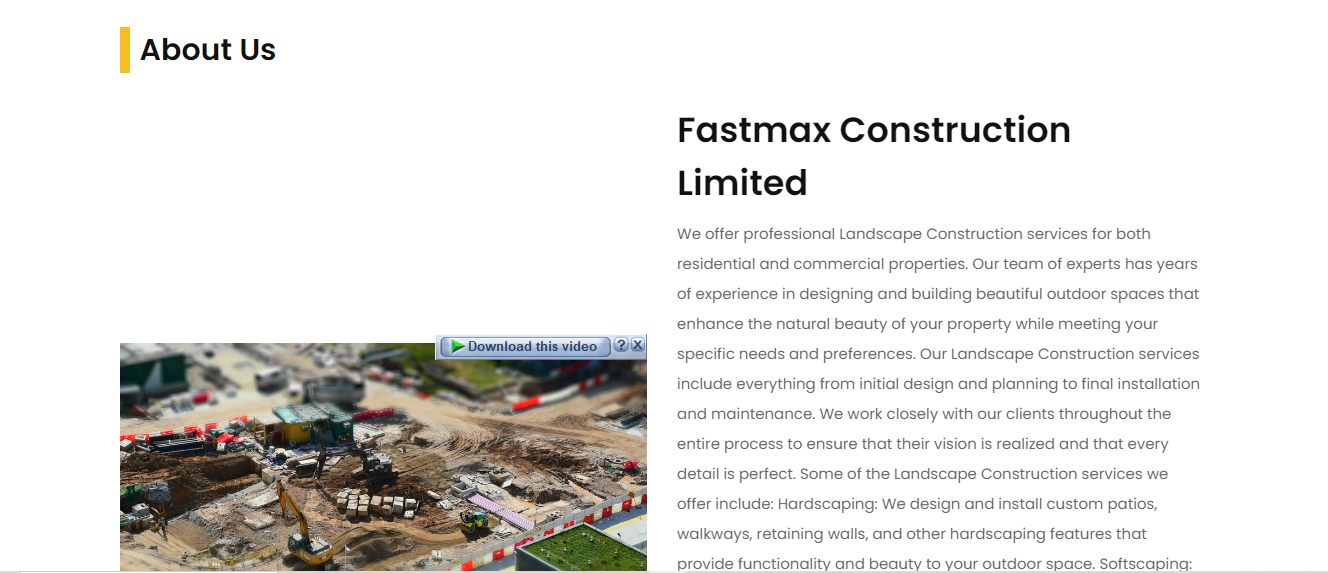 About Us
Fastmax Construction
Limited
We offer professional Landscape Construction services for both
residential and commercial properties. Our team of experts has years
of experience in designing and building beautiful outdoor spaces that
enhance the natural beauty of your property while meeting your
specific needs and preferences. Our Landscape Construction services
include everything from initial design and planning to final installation
and maintenance. We work closely with our clients throughout the
entire process to ensure that their vision is realized and that every
detail is perfect. Some of the Landscape Construction services we
offer include: Hardscaping: We design and install custom patios,
walkways, retaining walls, and other hardscaping features that
provide functionality and beauty to your outdoor space. Softscaping:
Download this video ? X